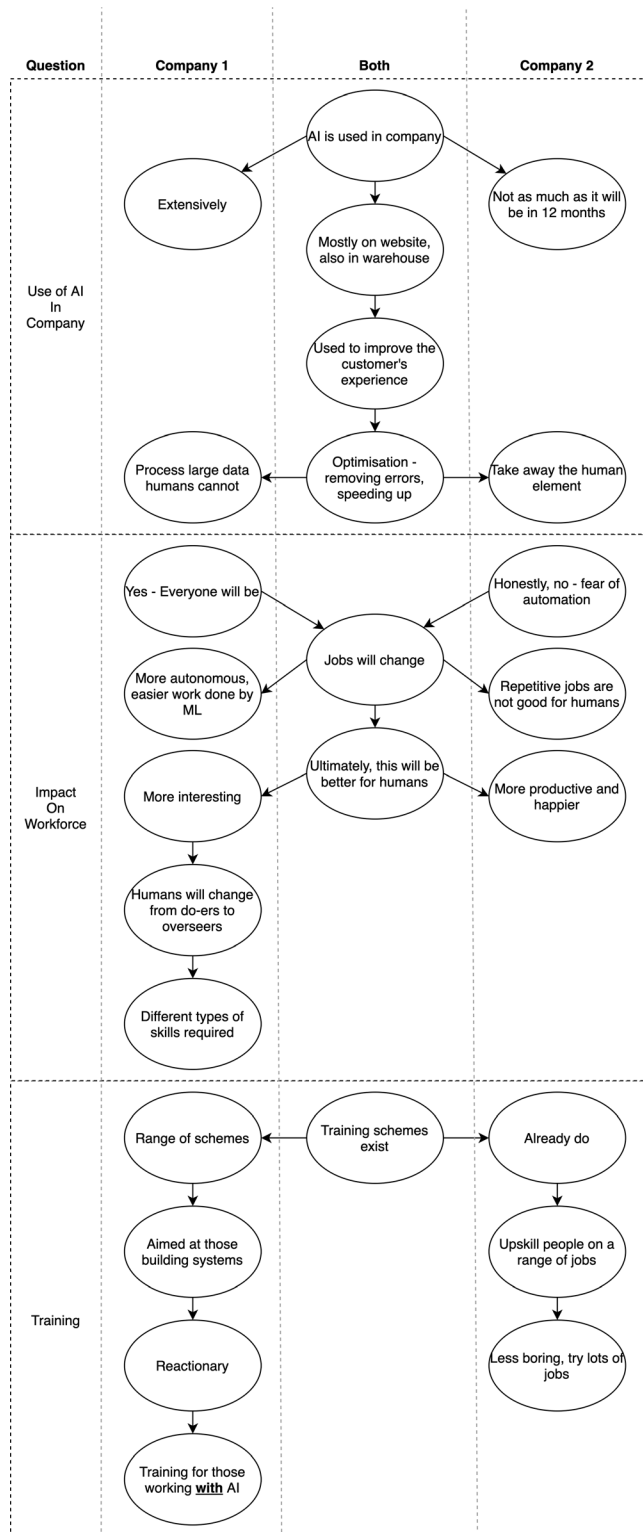 Question
Company 1
Both
Company 2
Use of AI
In
Company
AI is used in company
Extensively
Not as much as it will
be in 12 months
Mostly on website,
also in warehouse
Used to improve the
customer's
experience
Process large data
humans cannot
Optimisation -
removing errors,
speeding up
Take away the human
element
Impact
On
Workforce
Yes - Everyone will be
Honestly, no - fear of
automation
Jobs will change
More autonomous,
easier work done by
ML
Repetitive jobs are
not good for humans
Ultimately, this will be
better for humans
More interesting
More productive and
happier
Humans will change
from do-ers to
overseers
Different types of
skills required
Training
Range of schemes
Training schemes
exist
Already do
Aimed at those
building systems
Upskill people on a
range of jobs
Reactionary
Less boring, try lots of
jobs
Training for those
working with AI